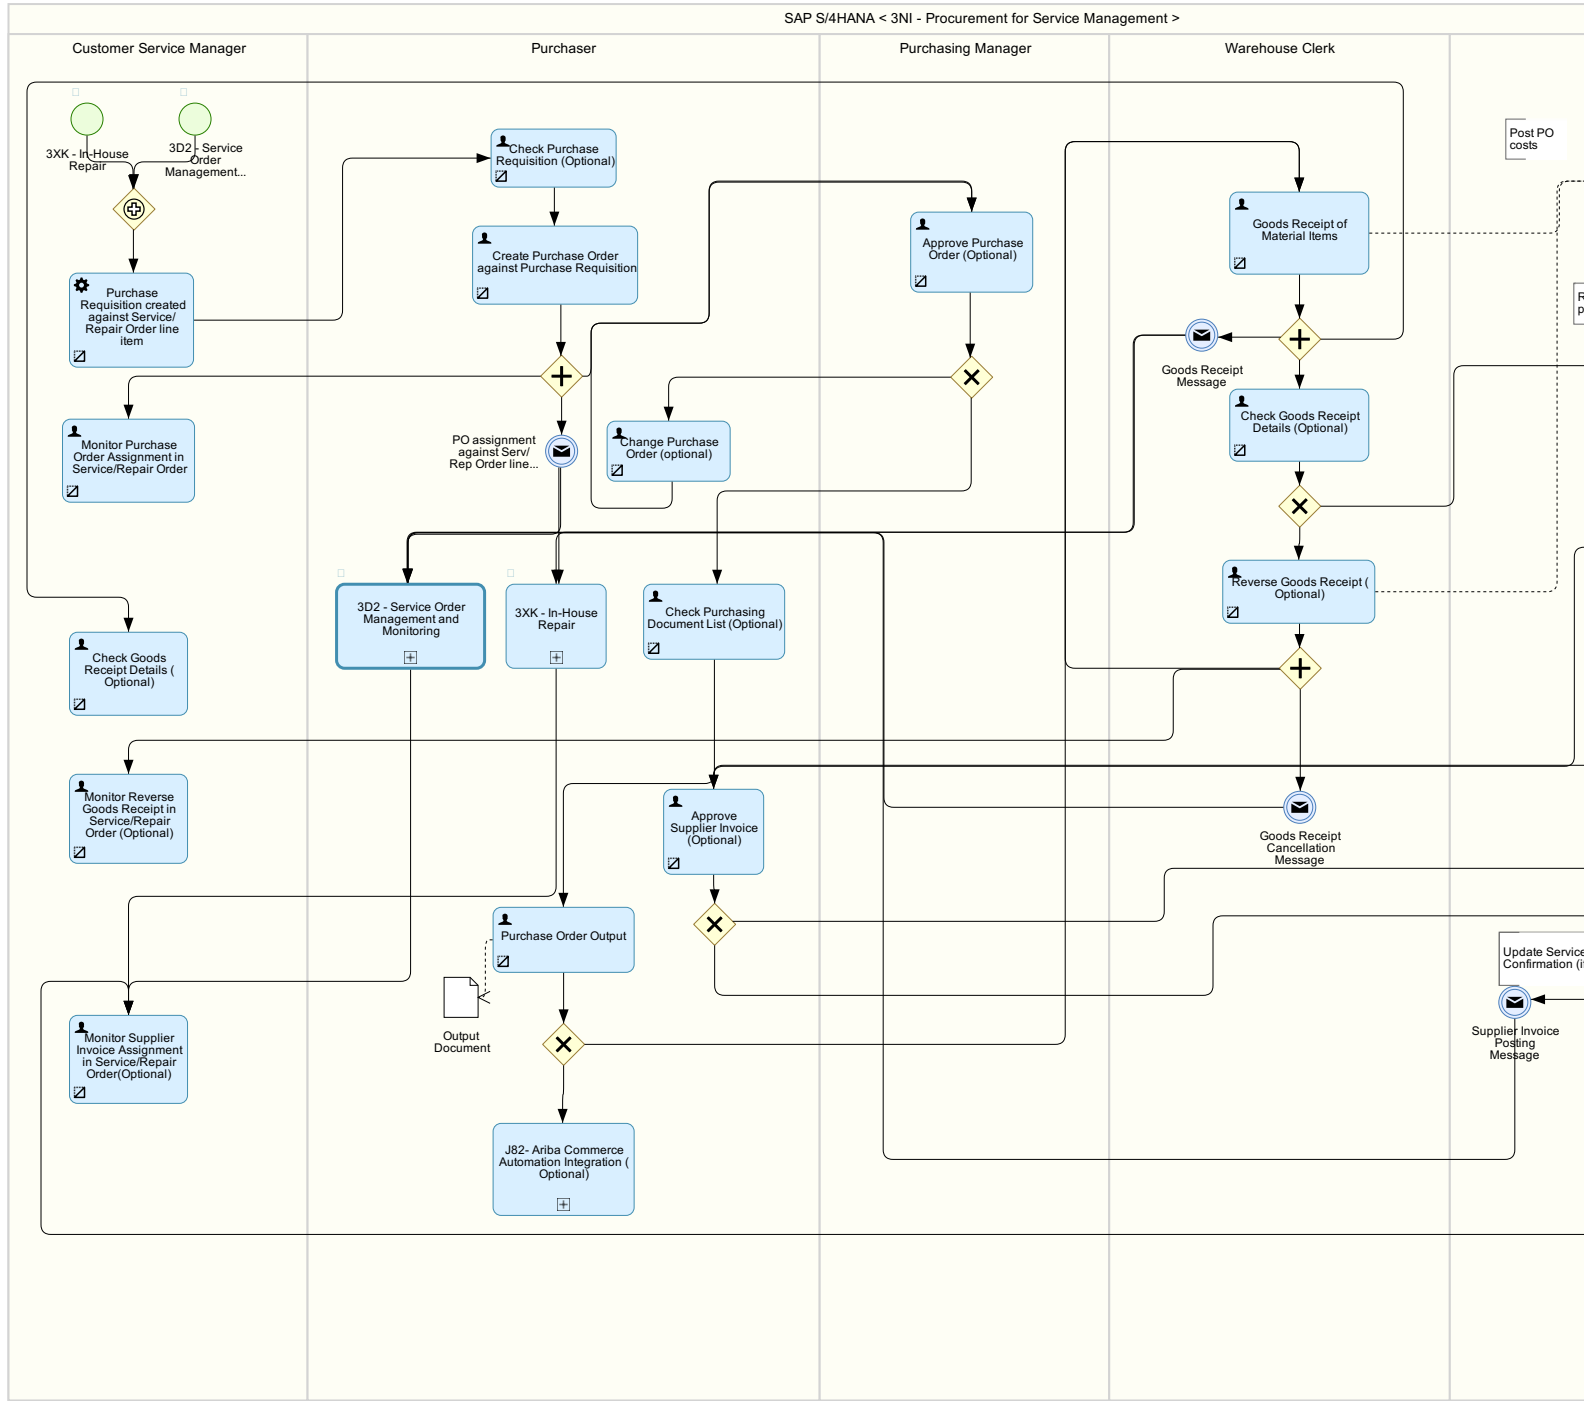 SAP S/4HANA < 3NI - Procurement for Service Management >
Customer Service Manager
Purchaser
Purchasing Manager
Warehouse Clerk
3XK - In-House
Repair
3D2 - Service
Order
Management...
Purchase
Requisition created
against Service/
Repair Order line
item
Monitor Purchase
Order Assignment in
Service/Repair Order
Check Goods
Receipt Details (
Optional)
Monitor Reverse
Goods Receipt in
Service/Repair
Order (Optional)
Monitor Supplier
Invoice Assignment
in Service/Repair
Order(Optional)
Check Purchase
Requisition (Optional)
Create Purchase Order
against Purchase Requisition
PO assignment
against Serv/
Rep Order line...
Change Purchase
Order (optional)
3D2 - Service Order
Management and
Monitoring
3XK - In-House
Repair
Check Purchasing
Document List (Optional)
Approve
Supplier Invoice
(Optional)
Purchase Order Output
Output
Document
J82- Ariba Commerce
Automation Integration (
Optional)
Approve Purchase
Order (Optional)
Goods Receipt of
Material Items
Goods Receipt
Message
Check Goods Receipt
Details (Optional)
Reverse Goods Receipt (
Optional)
Goods Receipt
Cancellation
Message
Post PO
costs
R
p
Update Service
Confirmation (i
Supplier Invoice
Posting
Message